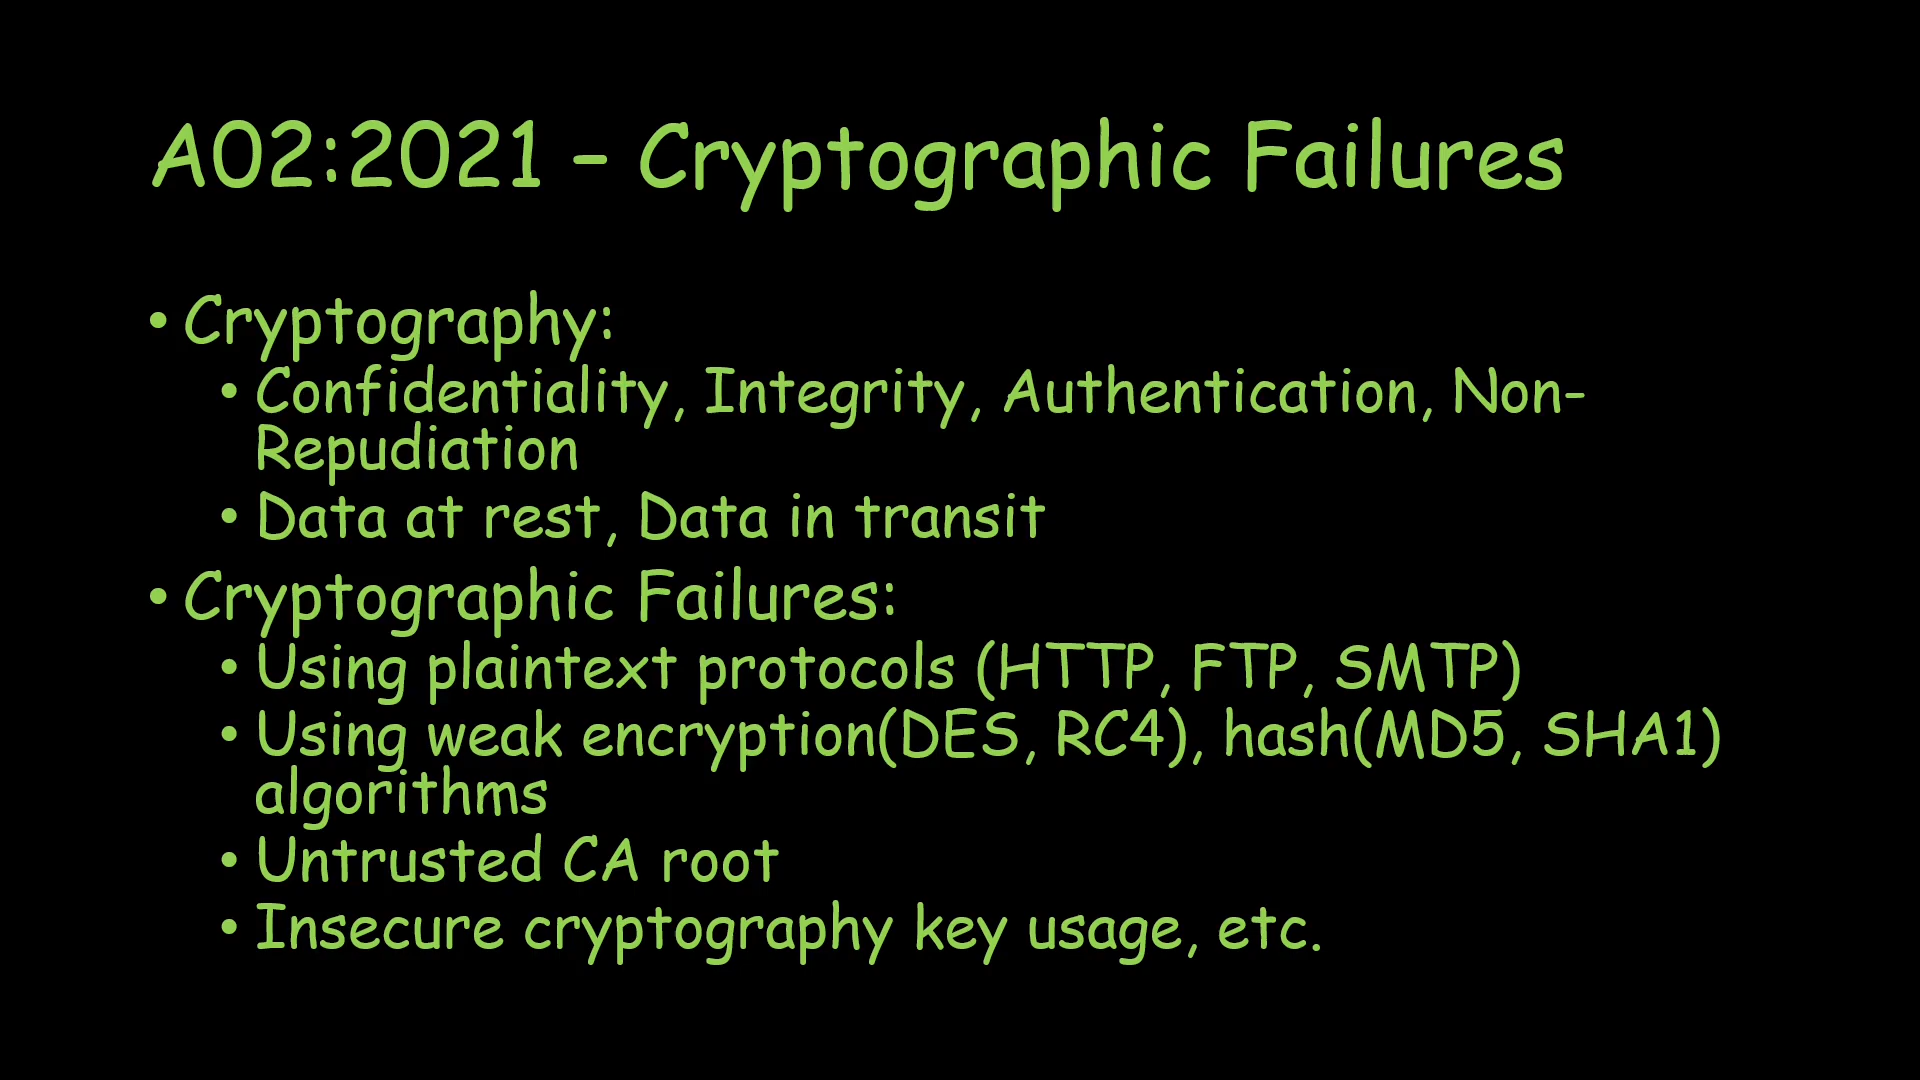 A02:2021 – Cryptographic Failures
• Cryptography:
• Confidentiality, Integrity, Authentication, Non-
Repudiation
• Data at rest, Data in transit
• Cryptographic Failures:
• Using plaintext protocols (HTTP, FTP, SMTP)
• Using weak encryption(DES, RC4), hash(MD5, SHA1)
algorithms
• Untrusted CA root
• Insecure cryptography key usage, etc.